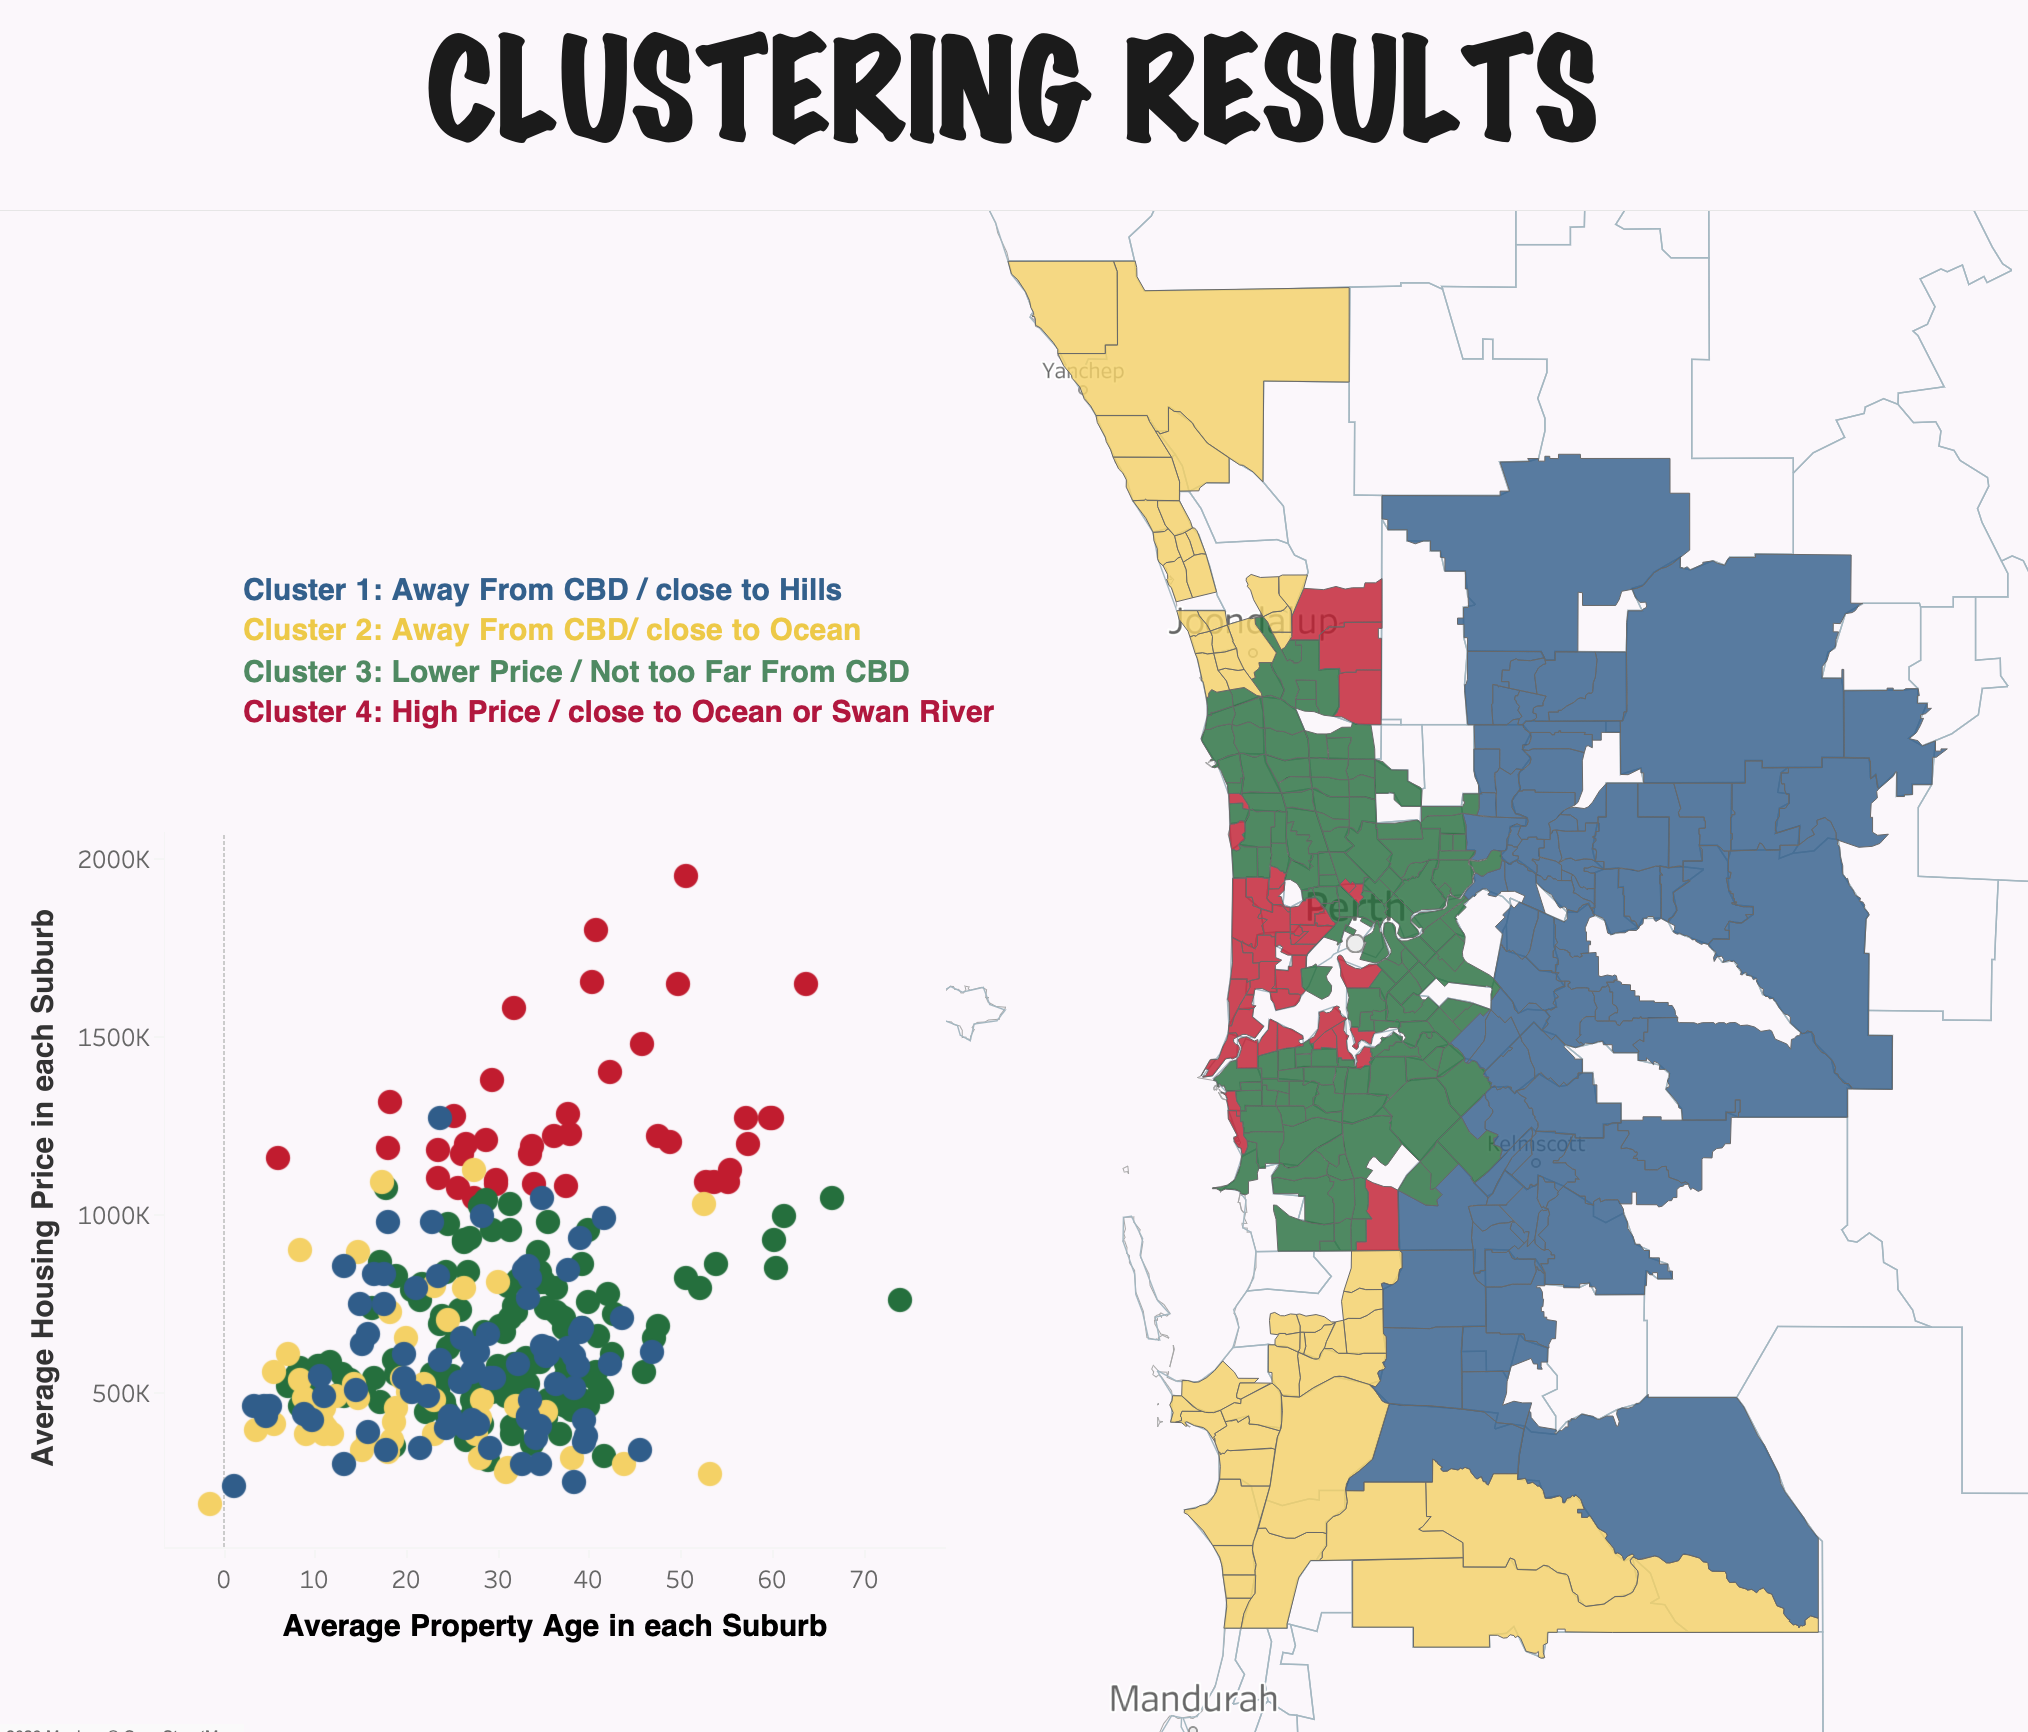 CLUSTERING RESULTS
Yanchep
Cluster 1: Away From CBD / close to Hills
Cluster 2: Away From CBD/ close to Ocean
Cluster 3: Lower Price / Not too Far From CBD
Cluster 4: High Price / close to Ocean or Swan River
Joondalup
Perth
Kelmscott
Mandurah
Average Housing Price in each Suburb
2000K
1500K
1000K
500K
0 10 20 30 40 50 60 70
Average Property Age in each Suburb